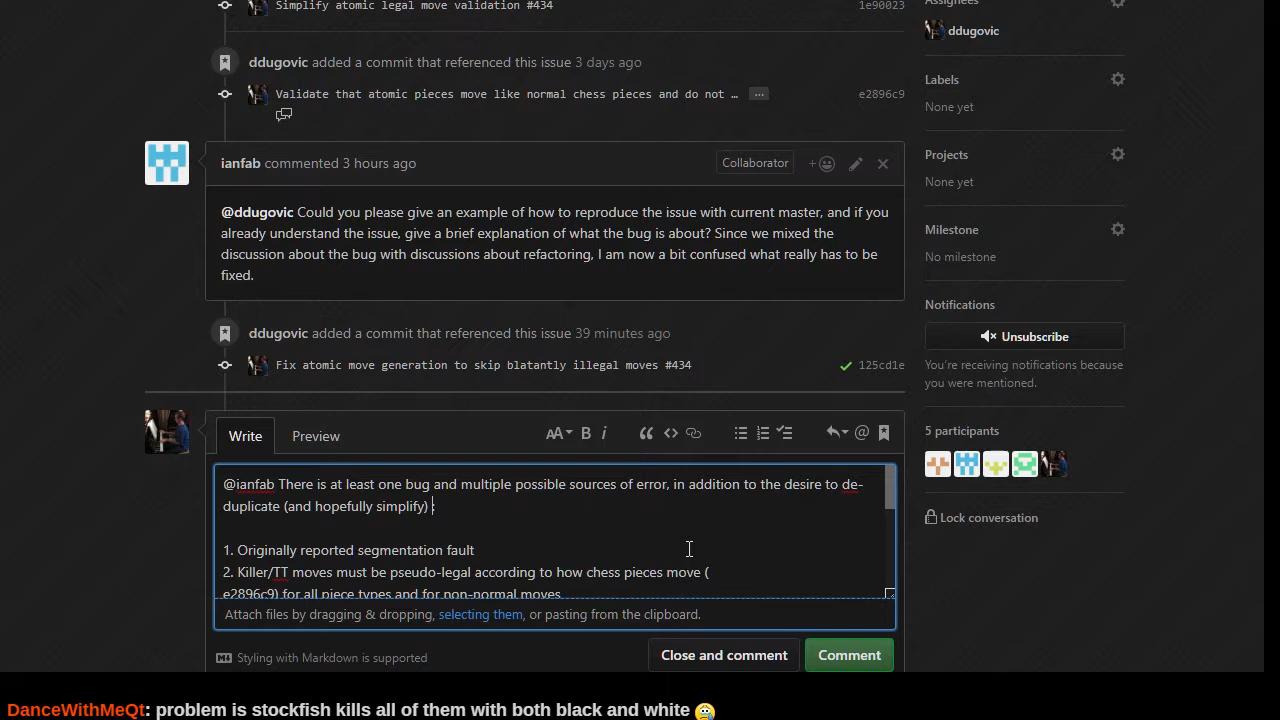 Simplify atomic legal move validation #434
1e90023
Assignees
ddugovic
ddugovic added a commit that referenced this issue 3 days ago
Labels
None yet
Validate that atomic pieces move like normal chess pieces and do not …
...
e2896c9
Projects
None yet
ianfab commented 3 hours ago
Collaborator
@ddugovic Could you please give an example of how to reproduce the issue with current master, and if you
already understand the issue, give a brief explanation of what the bug is about? Since we mixed the
discussion about the bug with discussions about refactoring, I am now a bit confused what really has to be
fixed.
Milestone
No milestone
Notifications
Unsubscribe
You're receiving notifications because
you were mentioned.
ddugovic added a commit that referenced this issue 39 minutes ago
Fix atomic move generation to skip blatantly illegal moves #434
125cd1e
5 participants
Lock conversation
Write
Preview
AA
B
i
@
@ianfab There is at least one bug and multiple possible sources of error, in addition to the desire to de-
duplicate (and hopefully simplify) :
1. Originally reported segmentation fault
2. Killer/TT moves must be pseudo-legal according to how chess pieces move (
e2896c9) for all piece types and for non-normal moves
Attach files by dragging & dropping, selecting them, or pasting from the clipboard.
Styling with Markdown is supported
Close and comment
Comment
DanceWithMeQt: problem is stockfish kills all of them with both black and white